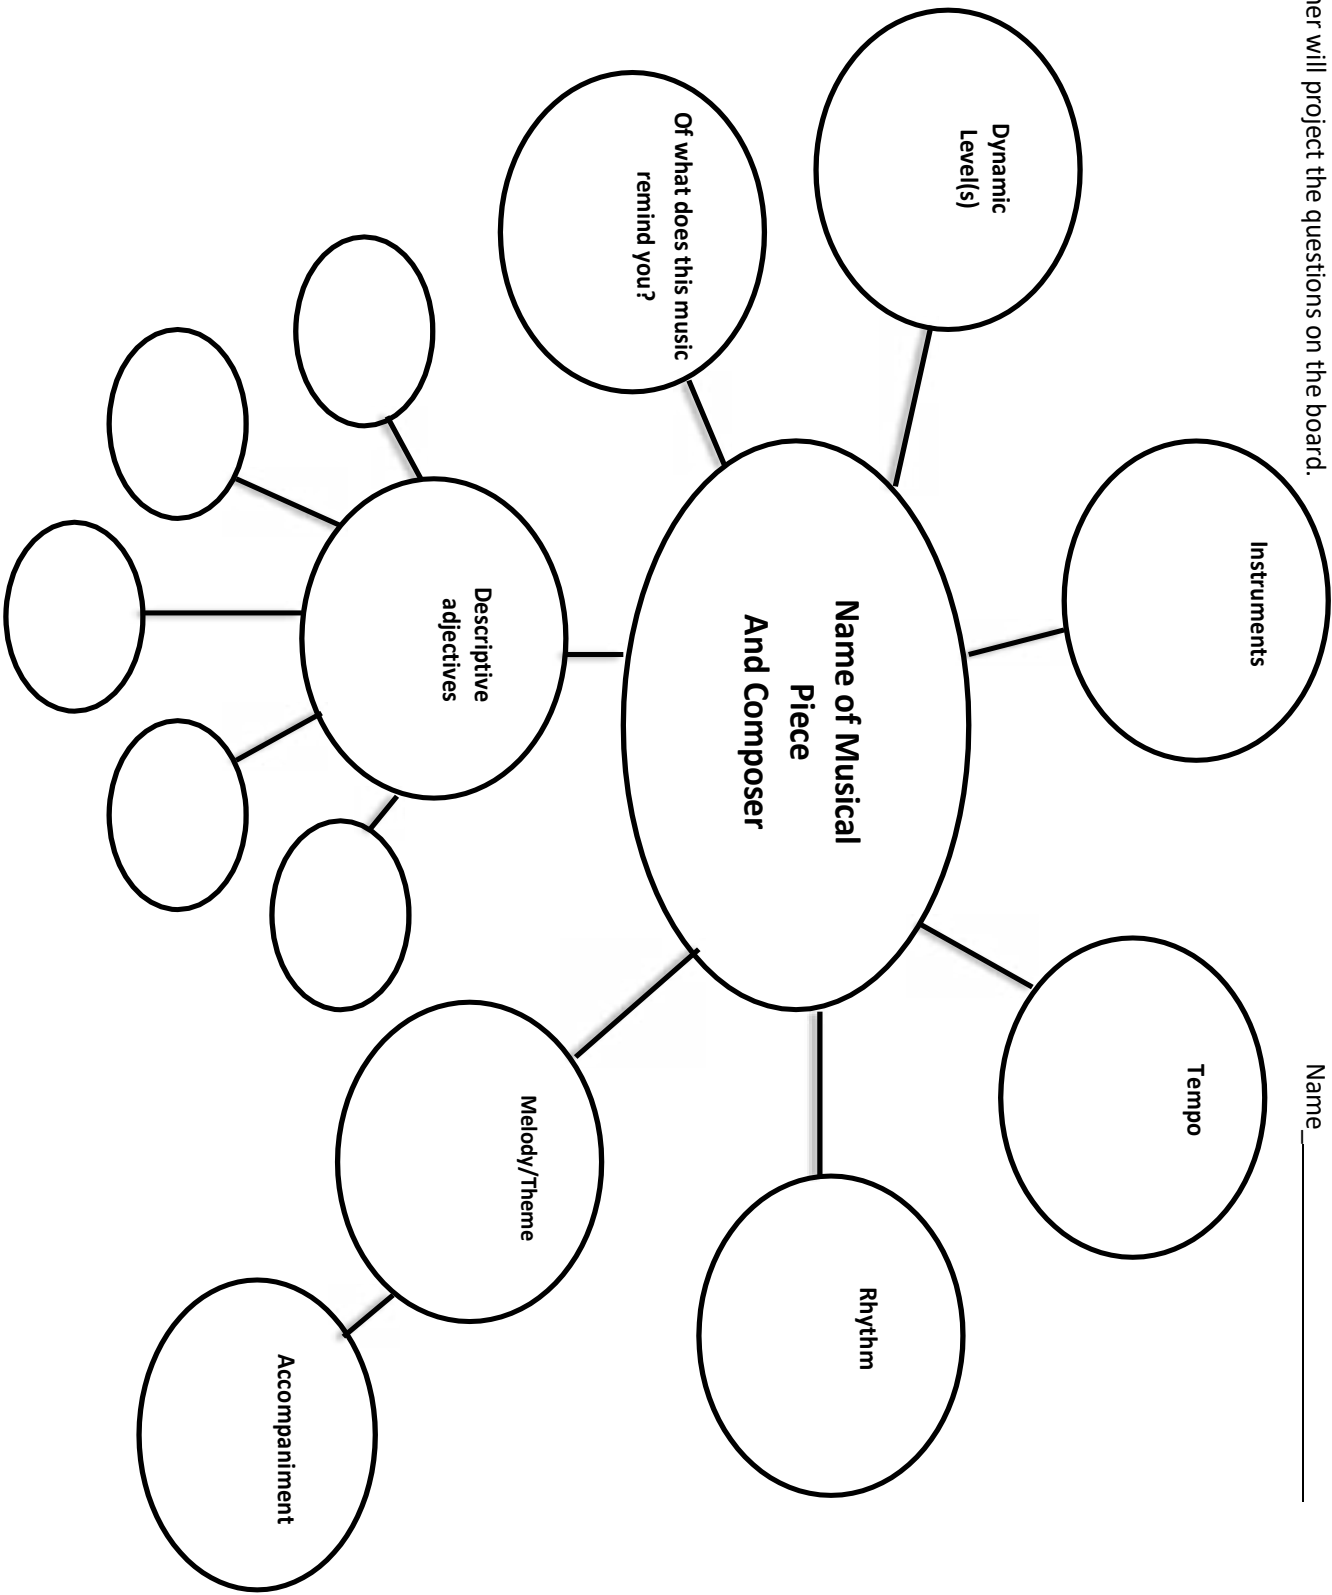 will project the questions on the board.
Name
Instruments
Tempo
Dynamic
Level(s)
Rhythm
Name of Musical
Piece
And Composer
Of what does this music
remind you?
Melody/Theme
Descriptive
adjectives
Accompaniment